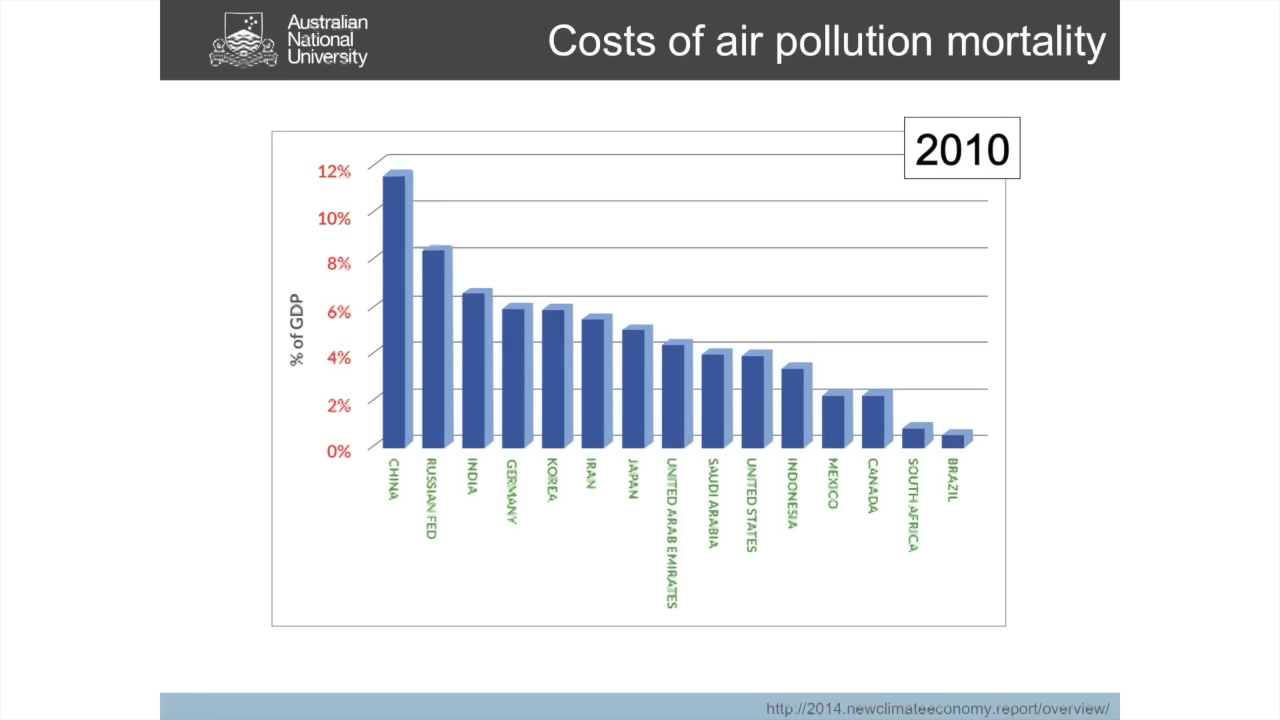 Australian
National
University
Costs of air pollution mortality
2010
12%
10%
8%
6%
4%
2%
0%
% of GDP
CHINA
RUSSIAN FED
INDIA
GERMANY
KOREA
IRAN
JAPAN
UNITED ARAB EMIRATES
SAUDI ARABIA
UNITED STATES
INDONESIA
MEXICO
CANADA
SOUTH AFRICA
BRAZIL
http://2014.newclimateeconomy.report/overview/